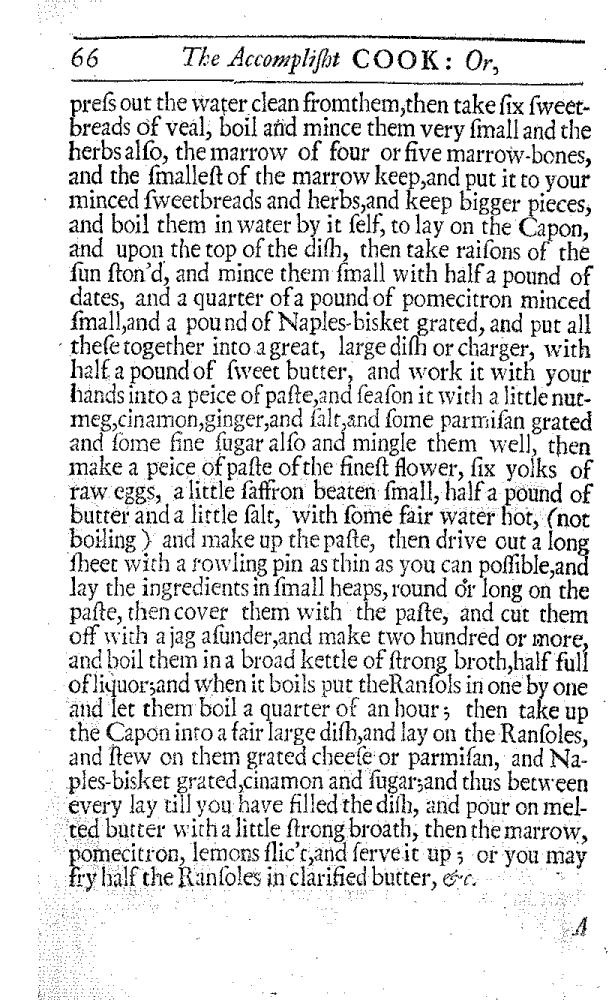 66 The Accompliſht COOK: Or,
preſs out the water clean fromthem,then take ſix ſweet-
breads of veal, boil and mince them very ſmall and the
herbs alſo, the marrow of four or five marrow-bones,
and the ſmalleſt of the marrow keep,and put it to your
minced ſweetbreads and herbs,and keep bigger pieces,
and boil them in water by it ſelf, to lay on the Capon,
and upon the top of the diſh, then take raiſons of the
ſun ſton'd, and mince them ſmall with half a pound of
dates, and a quarter of a pound of pomecitron minced
ſmall,and a pound of Naples-bisket grated, and put all
theſe together into a great, large diſh or charger, with
half a pound of ſweet butter, and work it with your
hands into a peice of paſte,and ſeaſon it with a little nut-
meg,cinamon,ginger,and ſalt,and ſome parmiſan grated
and ſome fine ſugar alſo and mingle them well, then
make a peice of paſte of the fineſt flower, ſix yolks of
raw eggs, a little ſaffron beaten ſmall, half a pound of
butter and a little ſalt, with ſome fair water hot, (not
boiling) and make up the paſte, then drive out a long
ſheet with a rowling pin as thin as you can poſſible,and
lay the ingredients in ſmall heaps, round or long on the
paſte, then cover them with the paſte, and cut them
off with a jag aſunder,and make two hundred or more,
and boil them in a broad kettle of ſtrong broth,half full
of liquor;and when it boils put theRanſols in one by one
and let them boil a quarter of an hour; then take up
the Capon into a fair large diſh,and lay on the Ranſoles,
and ſtew on them grated cheeſe or parmiſan, and Na-
ples-bisket grated,cinamon and ſugar;and thus between
every lay till you have filled the diſh, and pour on mel-
ted butter with a little ſtrong broath, then the marrow,
pomecitron, lemons ſlic't,and ſerve it up; or you may
fry half the Ranſoles in clarified butter, &c.
A